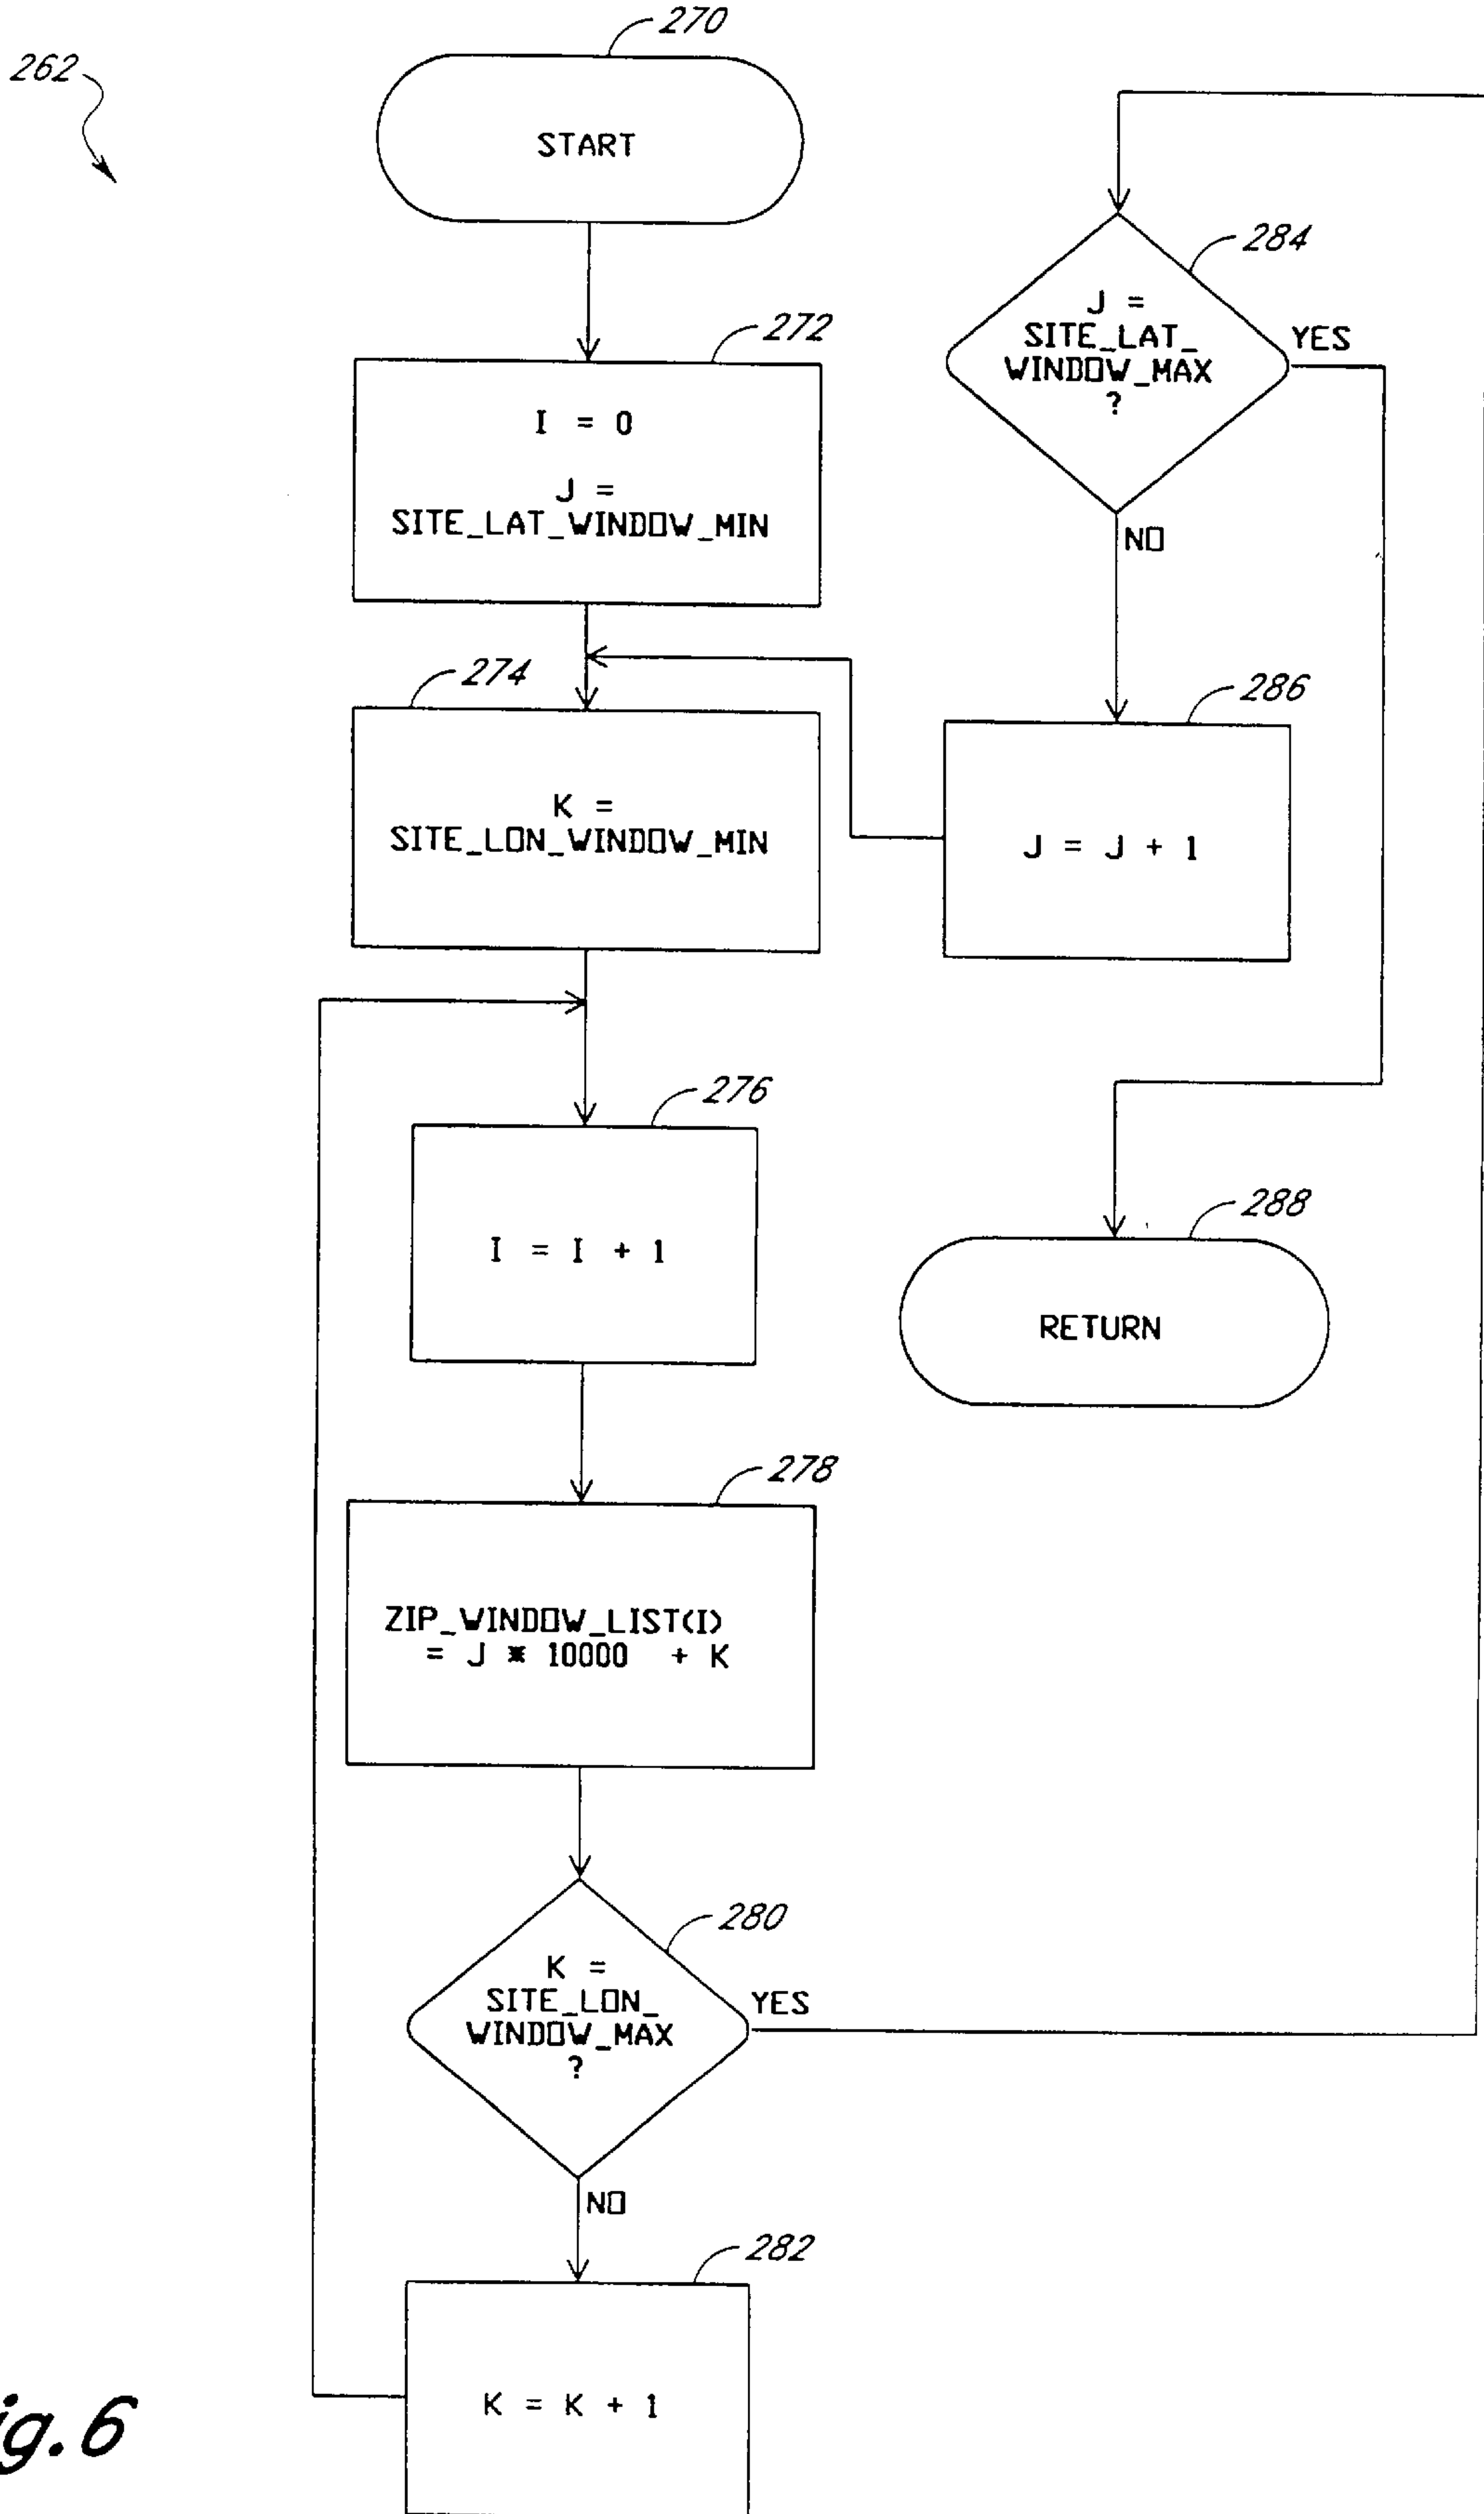 262
270
START
272
I = 0
J =
SITE_LAT_WINDOW_MIN
274
K =
SITE_LON_WINDOW_MIN
276
I = I + 1
278
ZIP_WINDOW_LIST(I)
= J * 10000 + K
280
K =
SITE_LON_
WINDOW_MAX
?
YES
NO
282
K = K + 1
284
J =
SITE_LAT_
WINDOW_MAX
?
YES
NO
286
J = J + 1
288
RETURN
ig.6